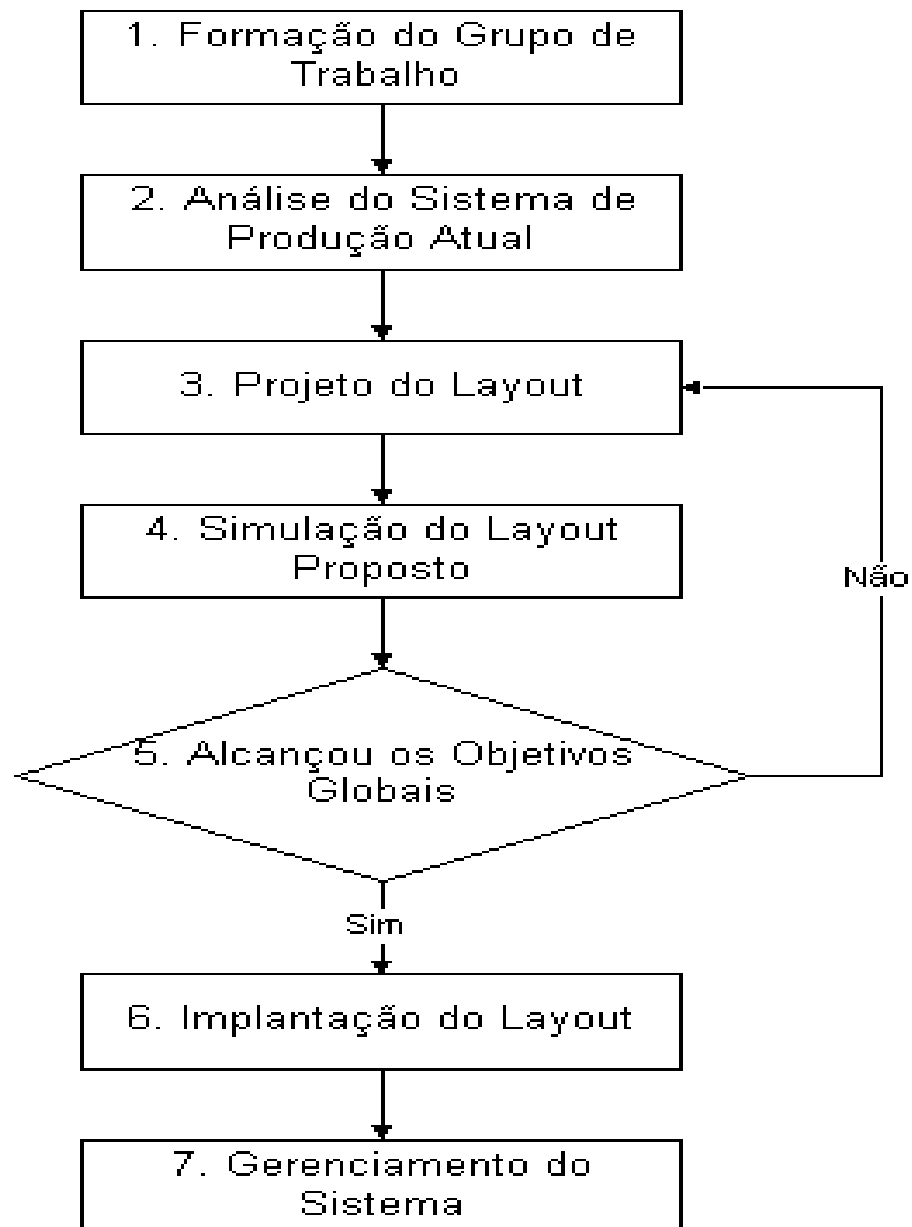 1. Formação do Grupo de
Trabalho
2. Análise do Sistema de
Produção Atual
3. Projeto do Layout
4. Simulação do Layout
Proposto
Não
5. Alcançou os Objetivos
Globais
Sim
6. Implantação do Layout
7. Gerenciamento do
Sistema